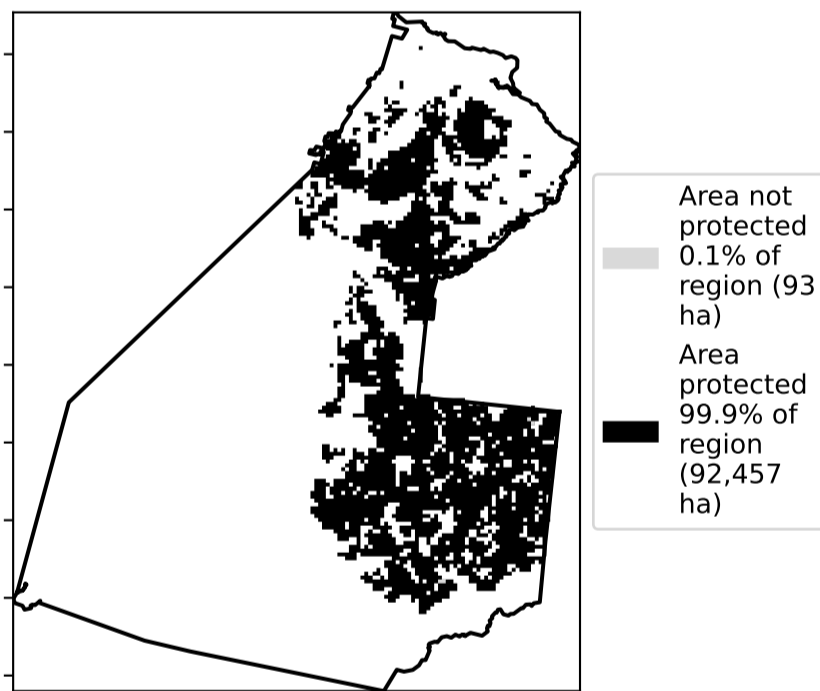 Area not
protected
0.1% of
region (93
ha)
Area
protected
99.9% of
region
(92,457
ha)